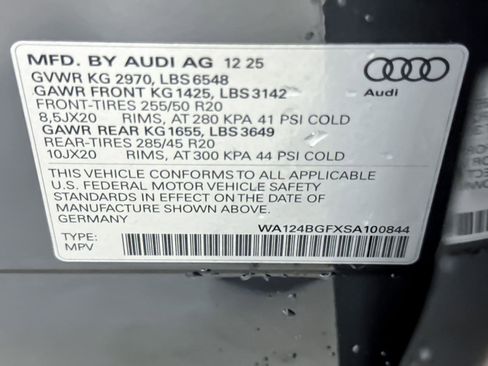 MFD. BY AUDI AG 12 25
GVWR KG 2970, LBS 6548
GAWR FRONT KG 1425, LBS 3142
FRONT-TIRES 255/50 R20
8,5JX20 RIMS, AT 280 KPA 41 PSI COLD
GAWR REAR KG 1655, LBS 3649
REAR-TIRES 285/45 R20
10JX20 RIMS, AT 300 KPA 44 PSI COLD
THIS VEHICLE CONFORMS TO ALL APPLICABLE
U.S. FEDERAL MOTOR VEHICLE SAFETY
STANDARDS IN EFFECT ON THE DATE OF
MANUFACTURE SHOWN ABOVE.
GERMANY
WA124BGFXSA100844
TYPE:
MPV
Audi